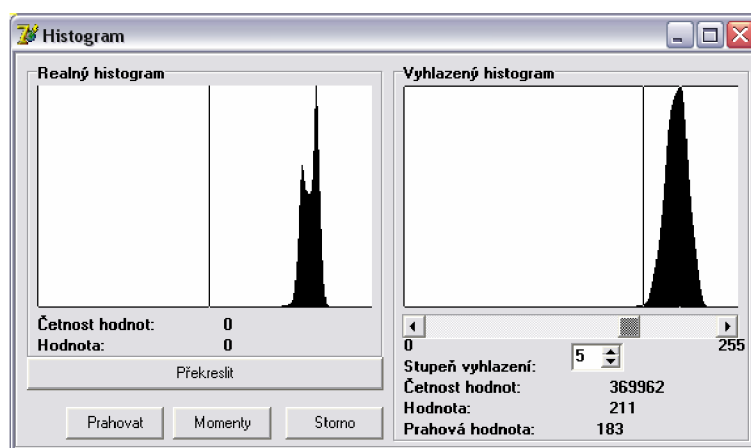 Histogram
Realný histogram
Četnost hodnot: 0
Hodnota: 0
Překreslit
Prahovat Momenty Storno
Vyhlazený histogram
0 255
Stupeň vyhlazení: 5
Četnost hodnot: 369962
Hodnota: 211
Prahová hodnota: 183